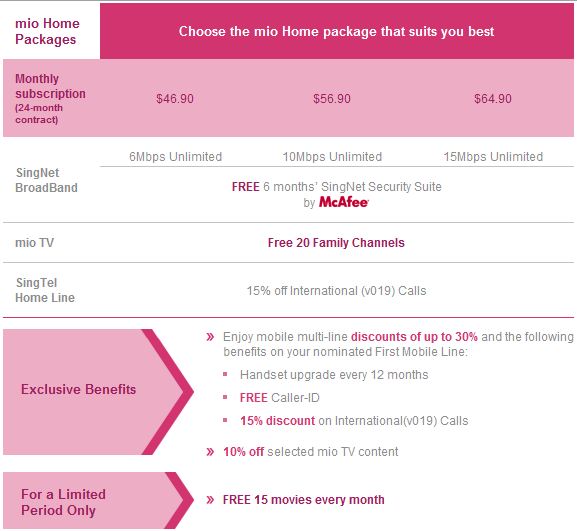 mio Home
Packages
Choose the mio Home package that suits you best
Monthly
subscription
(24-month
contract)
$46.90 $56.90 $64.90
6Mbps Unlimited 10Mbps Unlimited 15Mbps Unlimited
SingNet
BroadBand
FREE 6 months' SingNet Security Suite
by McAfee
mio TV
Free 20 Family Channels
SingTel
Home Line
15% off International (v019) Calls
Exclusive Benefits
» Enjoy mobile multi-line discounts of up to 30% and the following
benefits on your nominated First Mobile Line:
▪ Handset upgrade every 12 months
▪ FREE Caller-ID
▪ 15% discount on International(v019) Calls
» 10% off selected mio TV content
For a Limited
Period Only
» FREE 15 movies every month